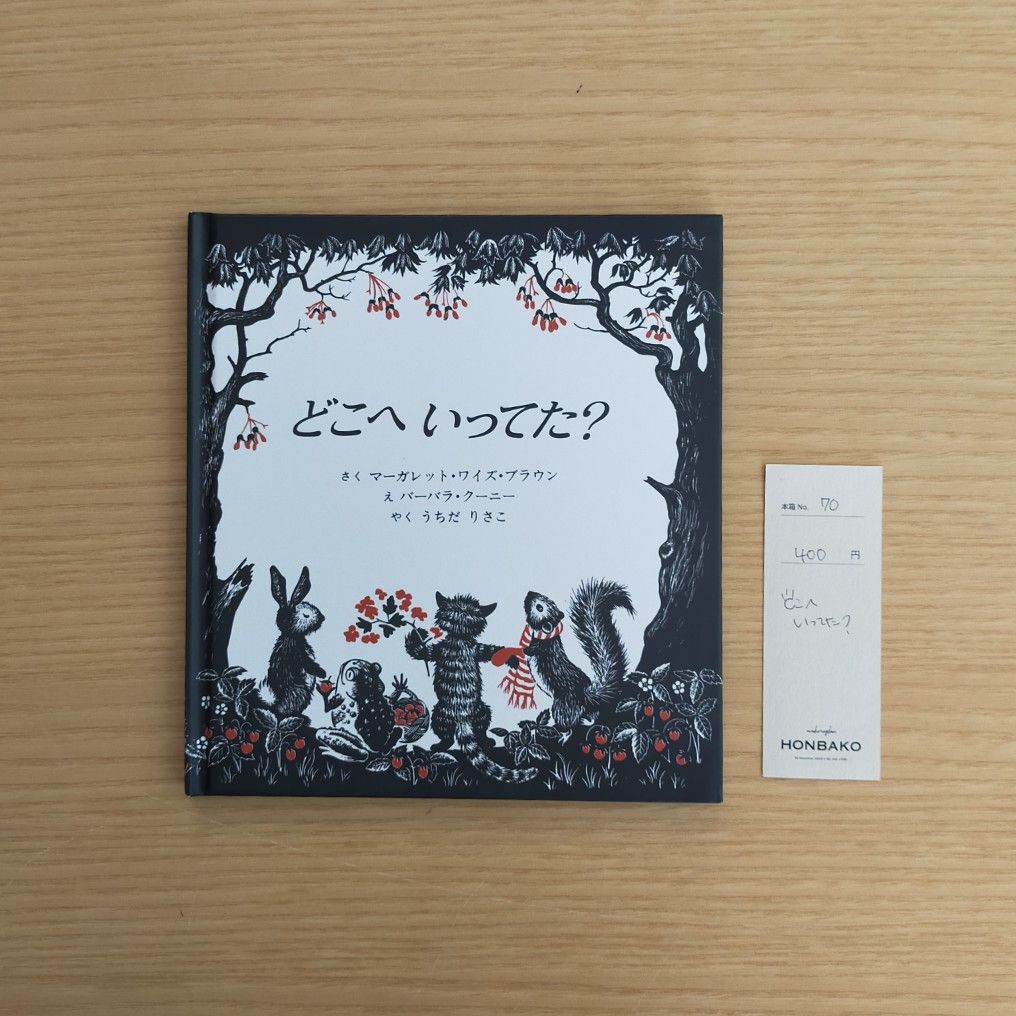 どこへ いってた?
さく マーガレット・ワイズ・ブラウン
え バーバラ・クーニー
やく うちだ りさこ
本箱 No. 70
400 円
どこへ
いってた?
HONBAKO